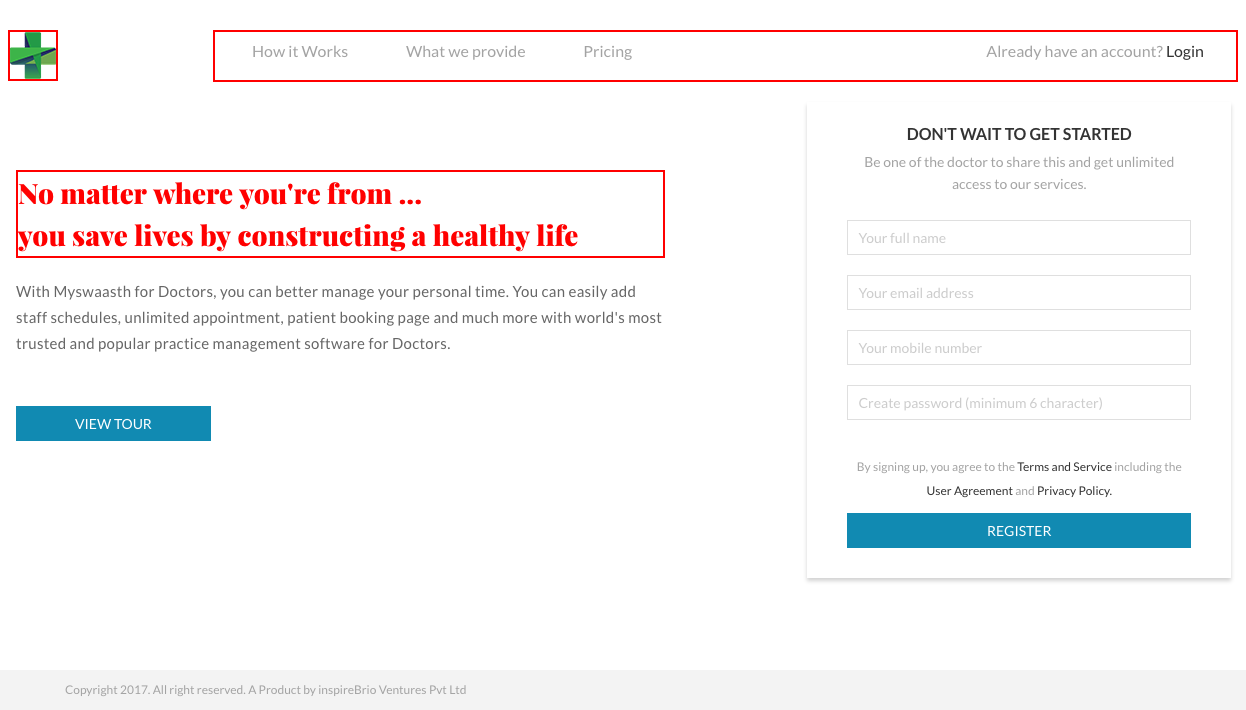 How it Works
What we provide
Pricing
Already have an account? Login
No matter where you're from ...
you save lives by constructing a healthy life
With Myswaasth for Doctors, you can better manage your personal time. You can easily add
staff schedules, unlimited appointment, patient booking page and much more with world's most
trusted and popular practice management software for Doctors.
VIEW TOUR
DON'T WAIT TO GET STARTED
Be one of the doctor to share this and get unlimited
access to our services.
Your full name
Your email address
Your mobile number
Create password (minimum 6 character)
By signing up, you agree to the Terms and Service including the
User Agreement and Privacy Policy.
REGISTER
Copyright 2017. All right reserved. A Product by inspireBrio Ventures Pvt Ltd